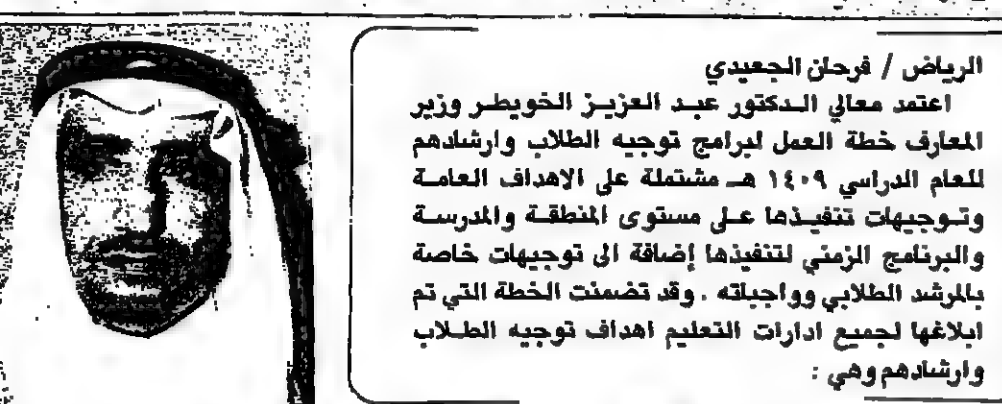 الرياض / فرحان الجعيدي
اعتمد معالي الدكتور عبد العزيز الخويطر وزير
المعارف خطة العمل لبرامج توجيه الطلاب وارشادهم
للعام الدراسي ١٤٠٩ هـ مشتملة على الاهداف العامة
وتوجيهات تنفيذها على مستوى المنطقة والمدرسة
والبرنامج الزمني لتنفيذها إضافة الى توجيهات خاصة
بالمرشد الطلابي وواجباته . وقد تضمنت الخطة التي تم
ابلاغها لجميع ادارات التعليم اهداف توجيه الطلاب
وارشادهم وهي :